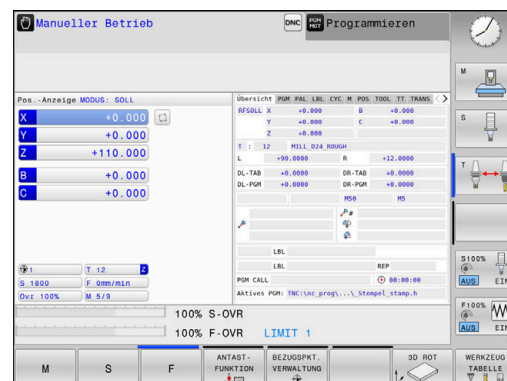 Manueller Betrieb
DNC
PGM MGT
Programmieren
Pos.-Anzeige MODUS: SOLL
X +0.000
Y +0.000
Z +110.000
B +0.000
C +0.000
1 T 12 Z
S 1800 F 0mm/min
Ovr 100% M 5/9
Übersicht PGM PAL LBL CYC M POS TOOL TT TRANS
RFSOLL X +0.000 B +0.000
Y +0.000 C +0.000
Z +0.000
T : 12 MILL_D24_ROUGH
L +90.0000 R +12.0000
DL-TAB +0.0000 DR-TAB +0.0000
DL-PGM +0.0000 DR-PGM +0.0000
M50 M5
LBL
LBL REP
PGM CALL 00:00:00
Aktives PGM: TNC:\nc_prog\...\_Stempel_stamp.h
100% S-OVR
100% F-OVR LIMIT 1
M
S
T
S100%
AUS EIN
F100%
AUS EIN
M
S
F
ANTAST-
FUNKTION
BEZUGSPKT.
VERWALTUNG
3D ROT
WERKZEUG
TABELLE